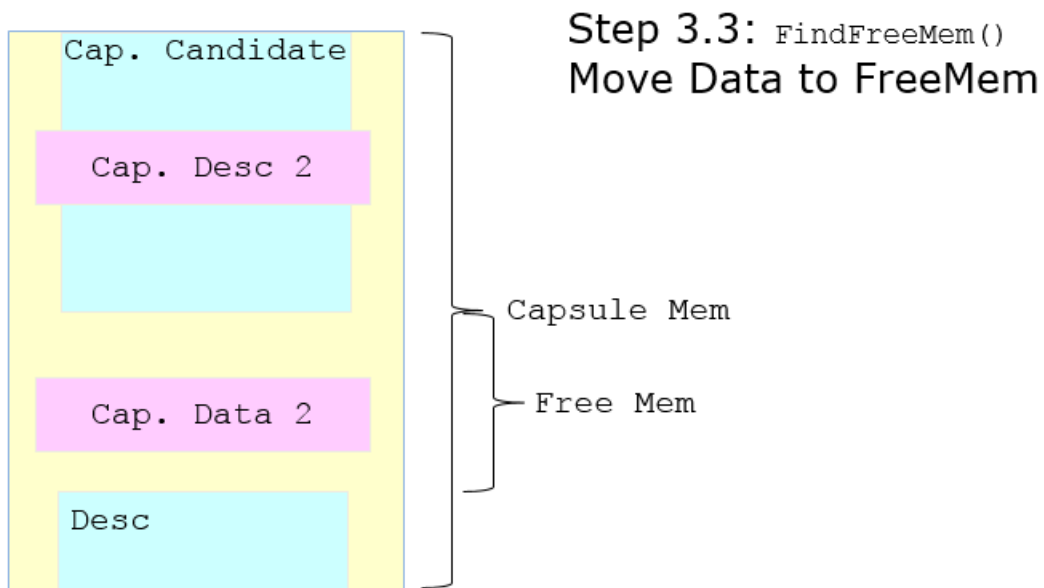 Step 3.3: FindFreeMem()
Move Data to FreeMem
Cap. Candidate
Cap. Desc 2
Capsule Mem
Free Mem
Cap. Data 2
Desc